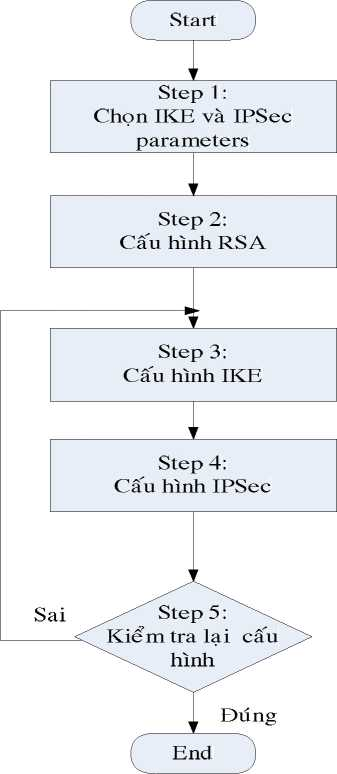 Start
Step 1:
Chọn IKE và IPSec
parameters
Step 2:
Cấu hình RSA
Step 3:
Cấu hình IKE
Step 4:
Cấu hình IPSec
Step 5:
Kiểm tra lại cấu
hình
Sai
Đúng
End